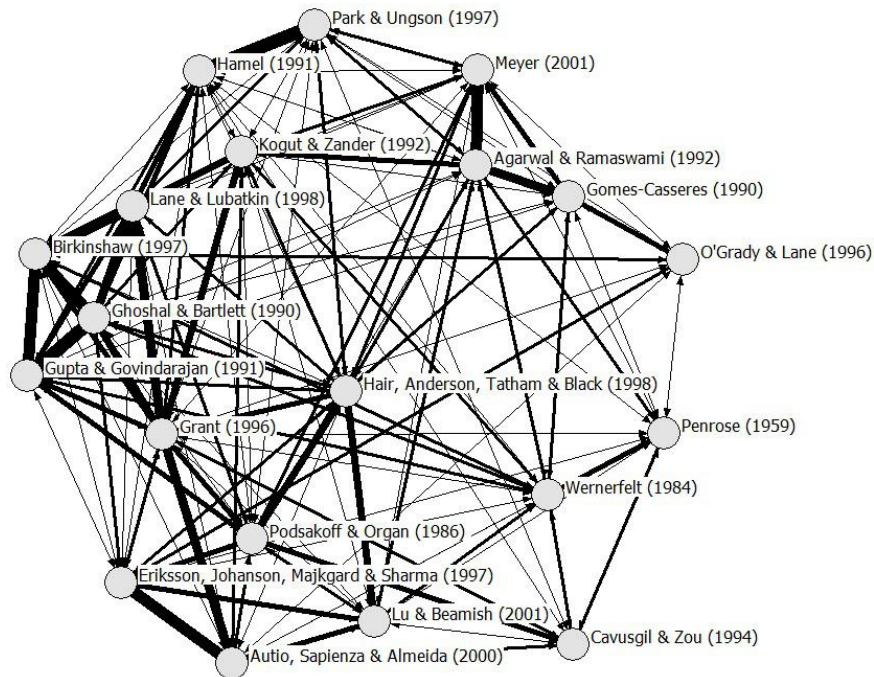 Park & Ungson (1997)
Hamel (1991)
Meyer (2001)
Kogut & Zander (1992)
Agarwal & Ramaswami (1992)
Gomes-Casseres (1990)
Lane & Lubatkin (1998)
Birkinshaw (1997)
O'Grady & Lane (1996)
Ghoshal & Bartlett (1990)
Gupta & Govindarajan (1991)
Hair, Anderson, Tatham & Black (1998)
Grant (1996)
Penrose (1959)
Wernerfelt (1984)
Podsakoff & Organ (1986)
Eriksson, Johanson, Majkgard & Sharma (1997)
Lu & Beamish (2001)
Cavusgil & Zou (1994)
Autio, Sapienza & Almeida (2000)